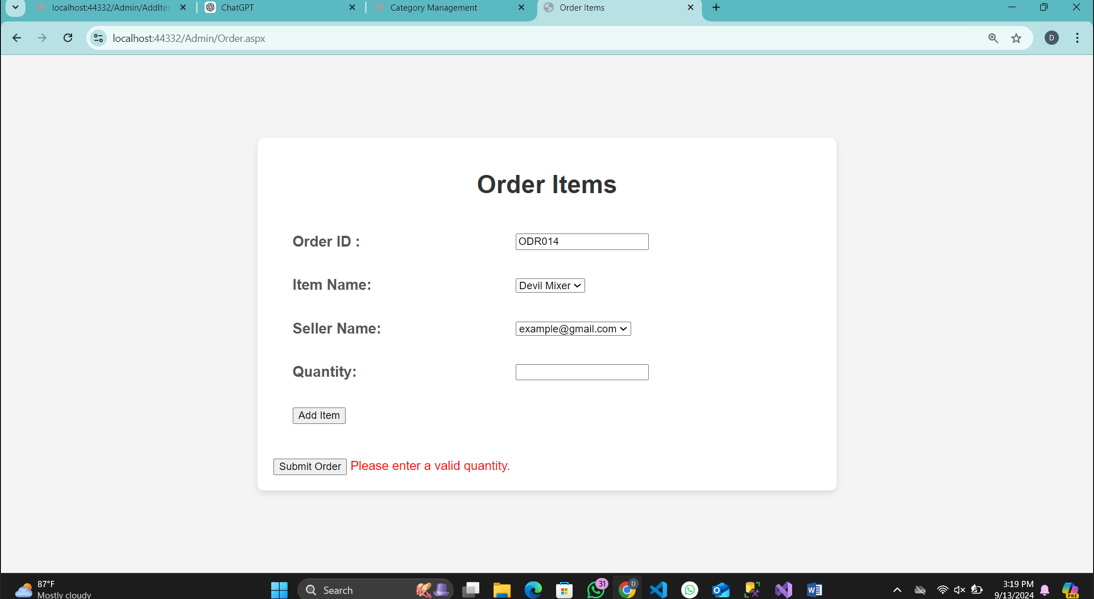 localhost:44332/Admin/AddIte
ChatGPT
Category Management
Order Items
localhost:44332/Admin/Order.aspx
D
Order Items
Order ID :
ODR014
Item Name:
Devil Mixer
Seller Name:
example@gmail.com
Quantity:
Add Item
Submit Order Please enter a valid quantity.
87°F
Mostly cloudy
Search
31
D
3:19 PM
9/13/2024